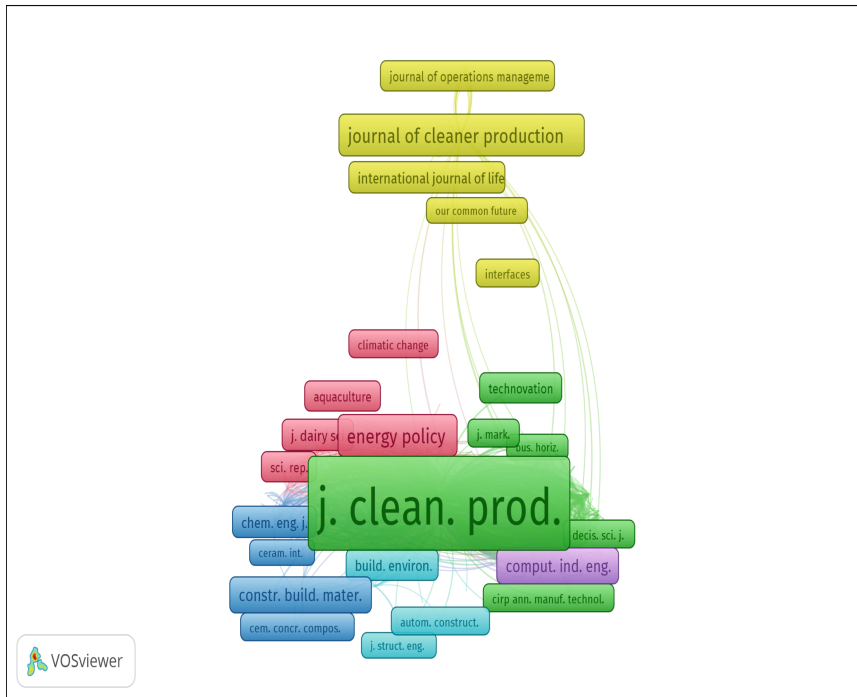 journal of operations manageme
journal of cleaner production
international journal of life
our common future
interfaces
climatic change
technovation
aquaculture
j. mark.
j. dairy s
energy policy
bus. horiz.
sci. rep.
j. clean. prod.
chem. eng. j.
decis. sci. j.
ceram. int.
build. environ.
comput. ind. eng.
constr. build. mater.
cirp ann. manuf. technol.
autom. construct.
cem. concr. compos.
j. struct. eng.
VOSviewer